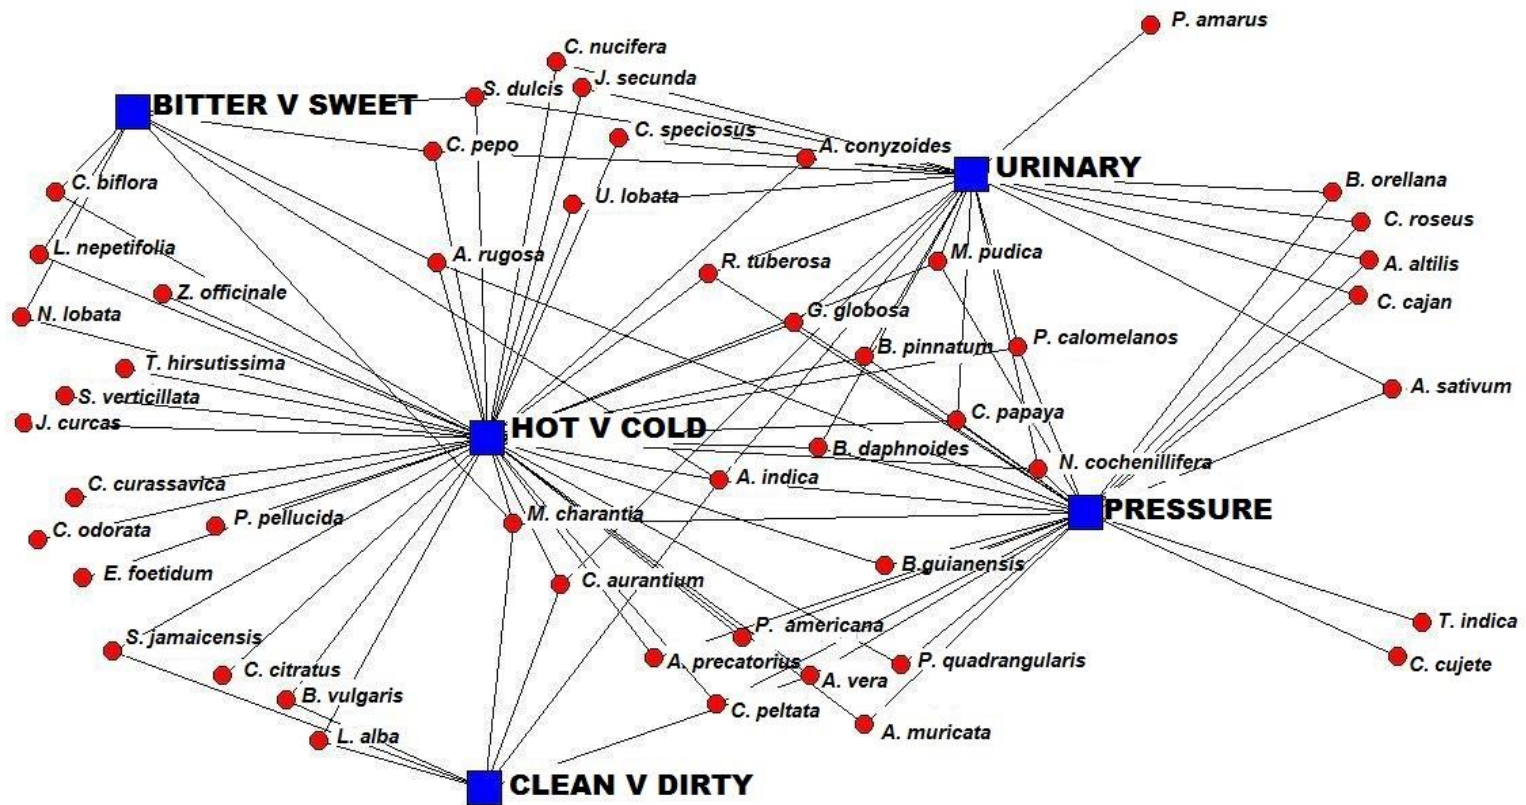 P. amarus
C. nucifera
J. secunda
S. dulcis
BITTER V SWEET
C. speciosus
C. pepo
A. conyzoides
URINARY
C. biflora
U. lobata
B. orellana
C. roseus
L. nepetifolia
A. rugosa
R. tuberosa
M. pudica
A. altilis
Z. officinale
C. cajan
N. lobata
G. globosa
B. pinnatum
P. calomelanos
T. hirsutissima
S. verticillata
A. sativum
J. curcas
HOT V COLD
C. papaya
B. daphnoides
N. cochenillifera
A. indica
C. curassavica
M. charantia
PRESSURE
C. odorata
P. pellucida
E. foetidum
C. aurantium
B.guianensis
T. indica
S. jamaicensis
P. americana
C. citratus
A. precatorius
P. quadrangularis
C. cujete
B. vulgaris
A. vera
C. peltata
L. alba
A. muricata
CLEAN V DIRTY